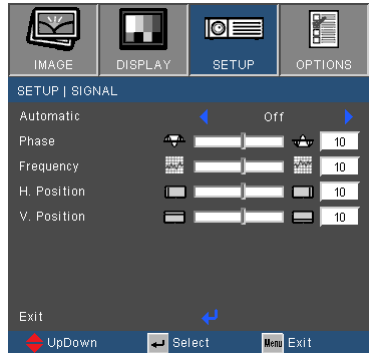 IMAGE DISPLAY SETUP OPTIONS
SETUP | SIGNAL
Automatic Off
Phase 10
Frequency 10
H. Position 10
V. Position 10
Exit
UpDown Select Menu Exit